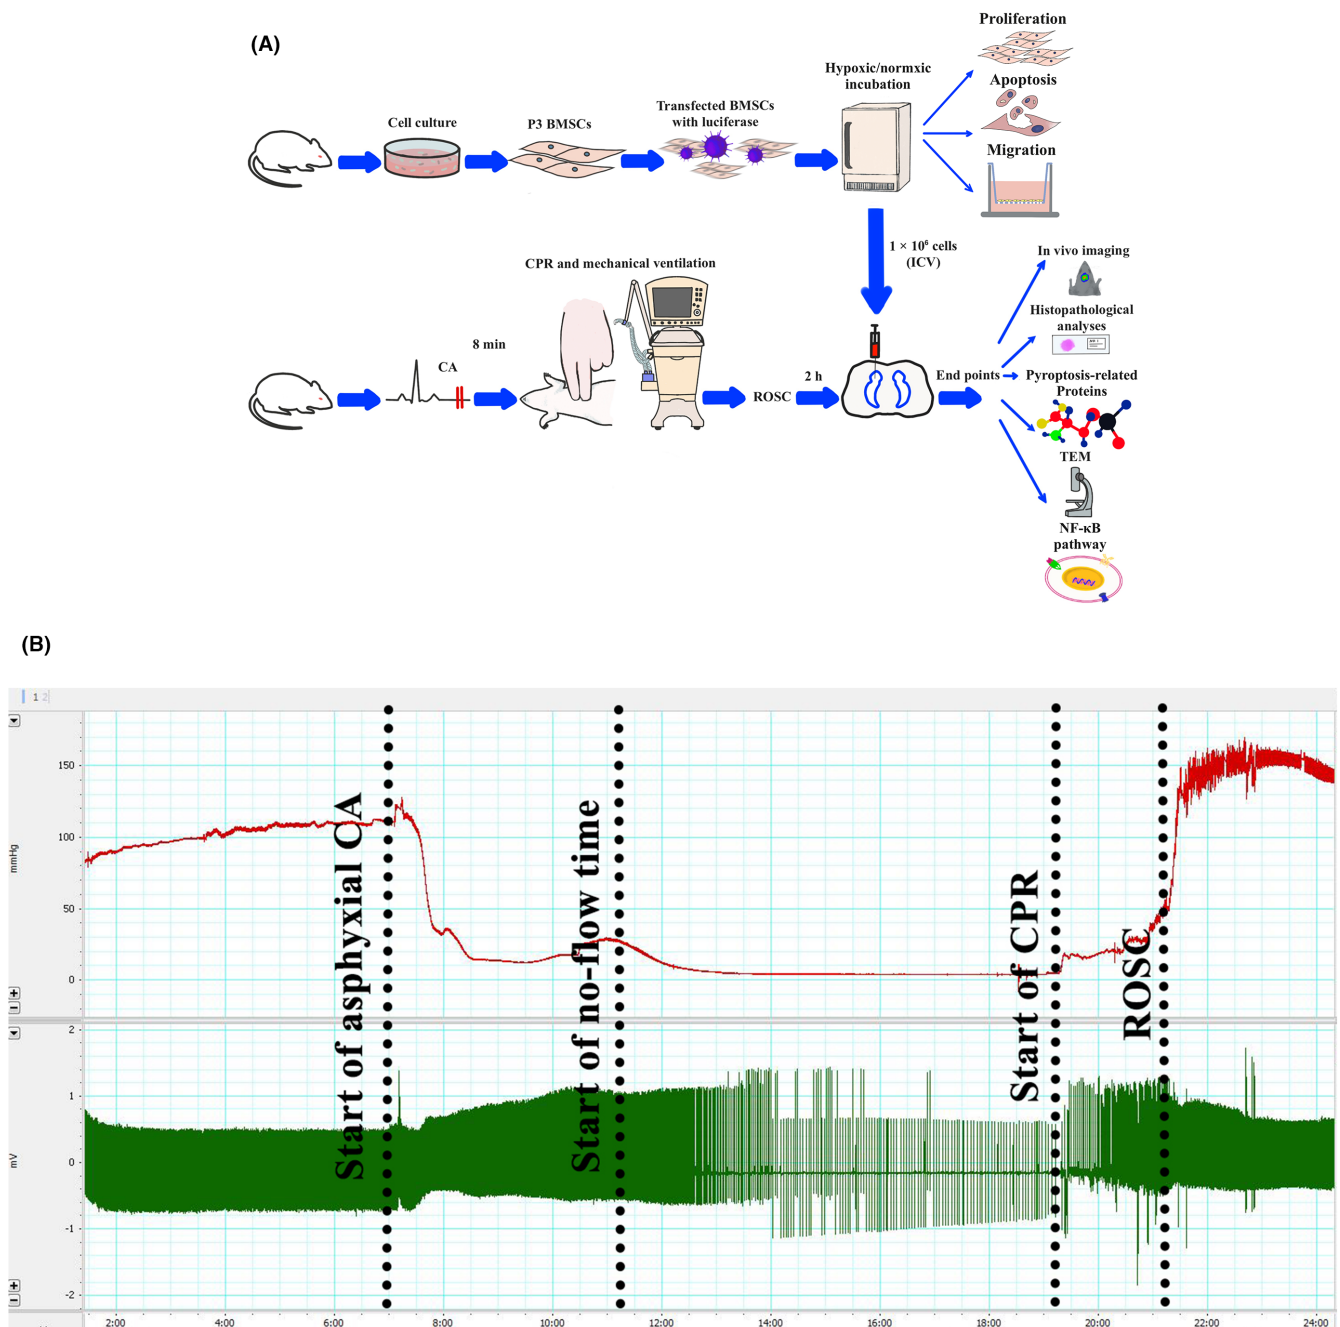 (A)
Proliferation
Hypoxic/normxic
incubation
Apoptosis
Transfected BMSCs
with luciferase
Cell culture
P3 BMSCs
Migration
1 × 10⁶ cells
(ICV)
In vivo imaging
CPR and mechanical ventilation
Histopathological
analyses
8 min
CA
2 h
ROSC
End points
Pyroptosis-related
Proteins
TEM
NF-κB
pathway
(B)
1 2
150
100
50
0
mmHg
2
1
0
-1
-2
mV
Start of asphyxial CA
Start of no-flow time
Start of CPR
ROSC
2:00 4:00 6:00 8:00 10:00 12:00 14:00 16:00 18:00 20:00 22:00 24:00